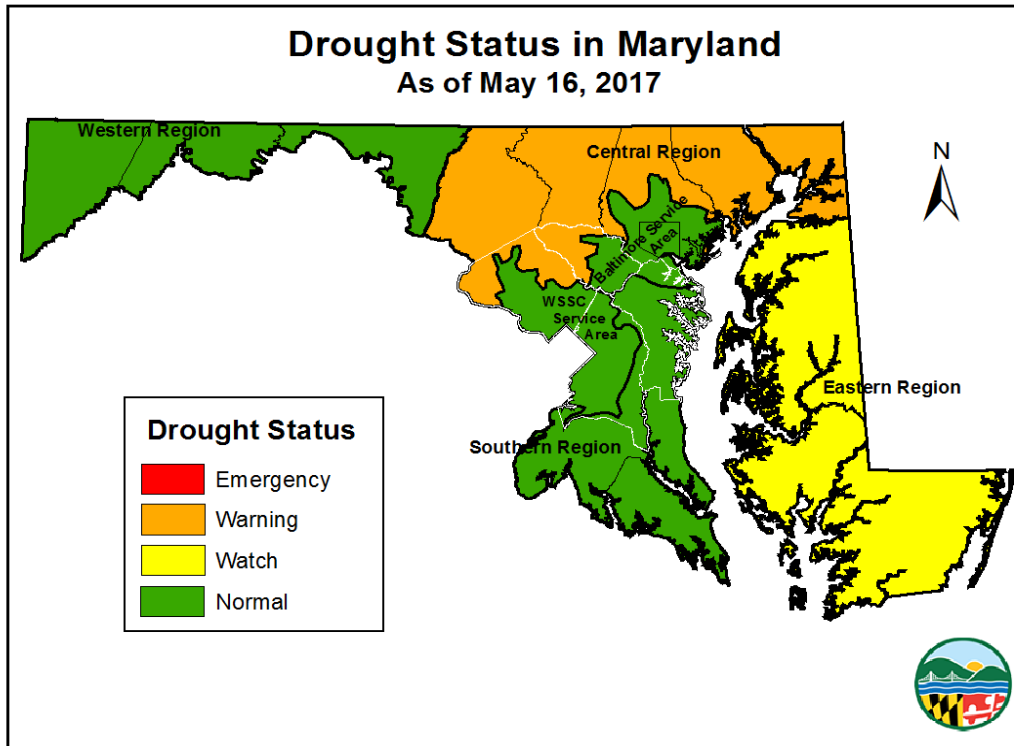 Drought Status in Maryland
As of May 16, 2017
Western Region
Central Region
N
Baltimore Service
Area
WSSC
Service
Area
Eastern Region
Southern Region
Drought Status
Emergency
Warning
Watch
Normal